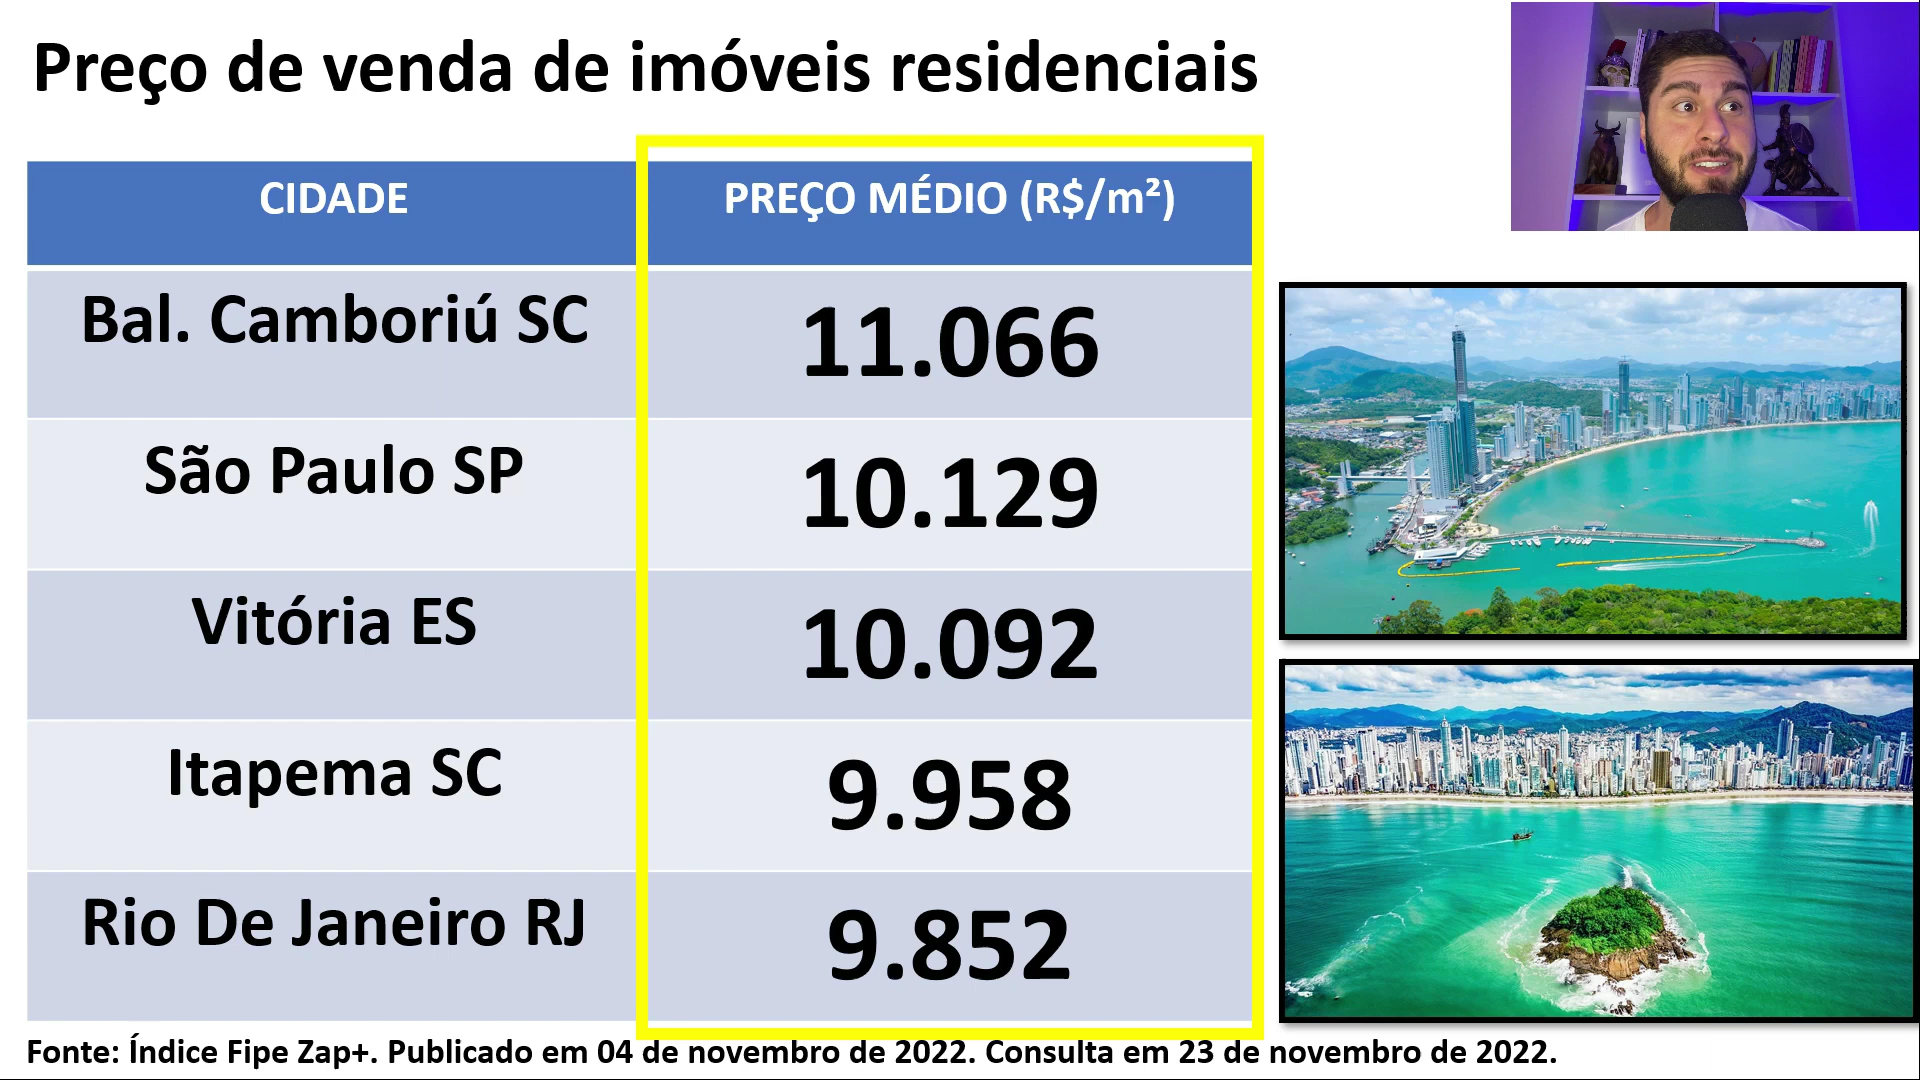 Preço de venda de imóveis residenciais
CIDADE PREÇO MÉDIO (R$/m²)
Bal. Camboriú SC 11.066
São Paulo SP 10.129
Vitória ES 10.092
Itapema SC 9.958
Rio De Janeiro RJ 9.852
Fonte: Índice Fipe Zap+. Publicado em 04 de novembro de 2022. Consulta em 23 de novembro de 2022.